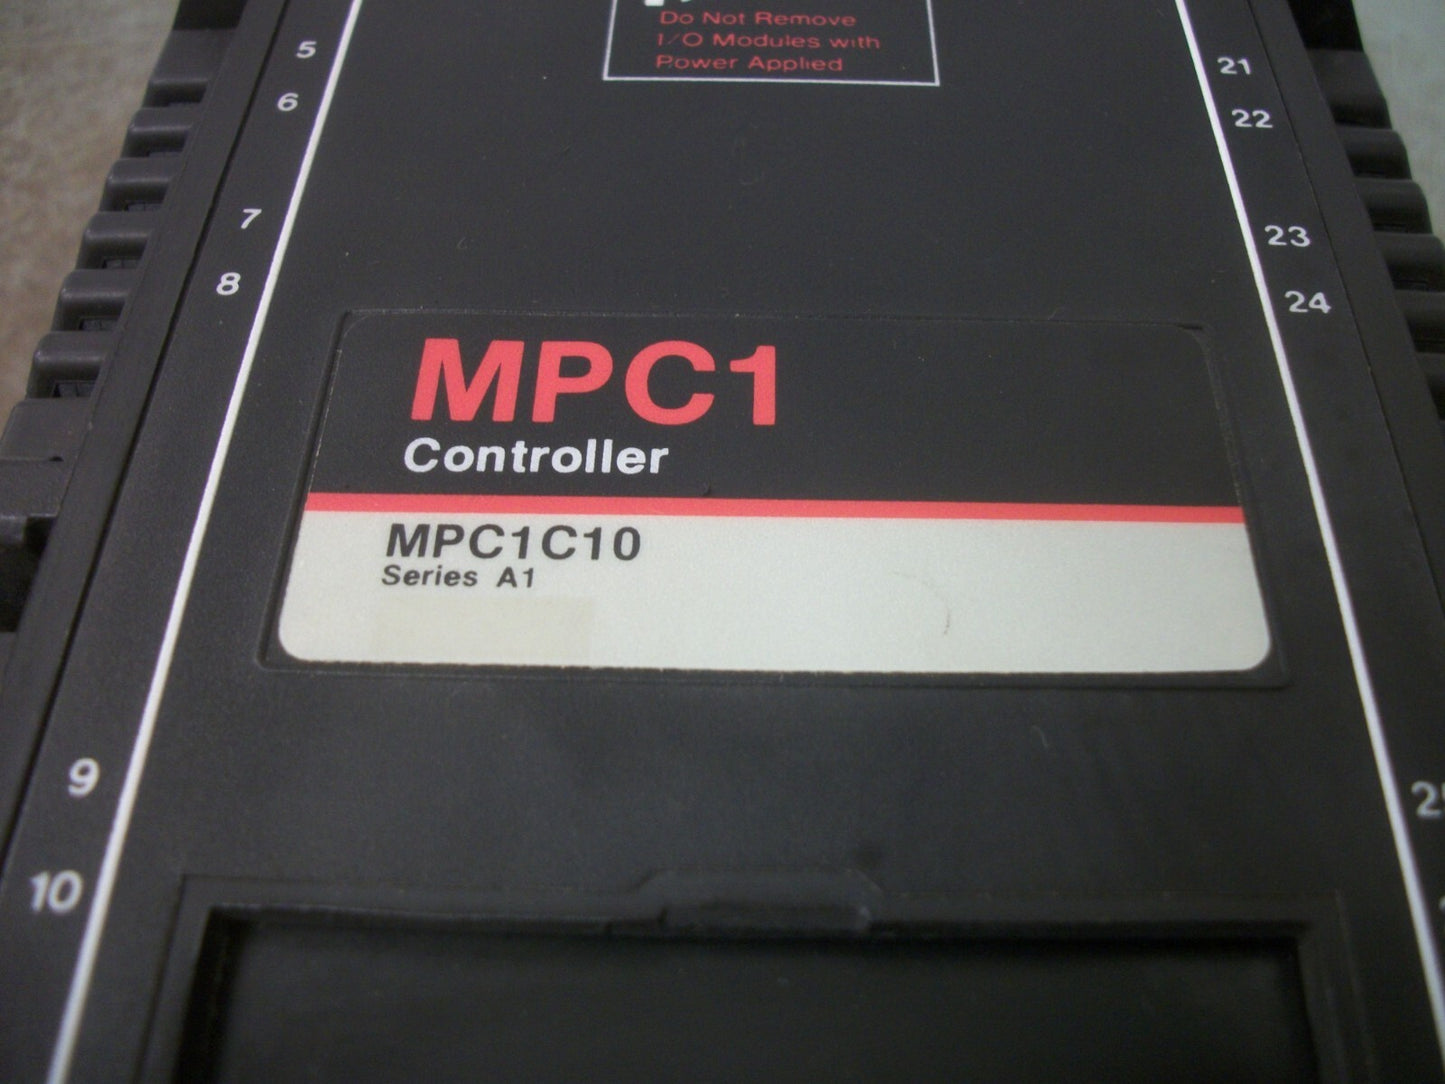 Do Not Remove
I/O Modules with
Power Applied
5
21
6
22
7
23
8
24
MPC1
Controller
MPC1C10
Series A1
9
10